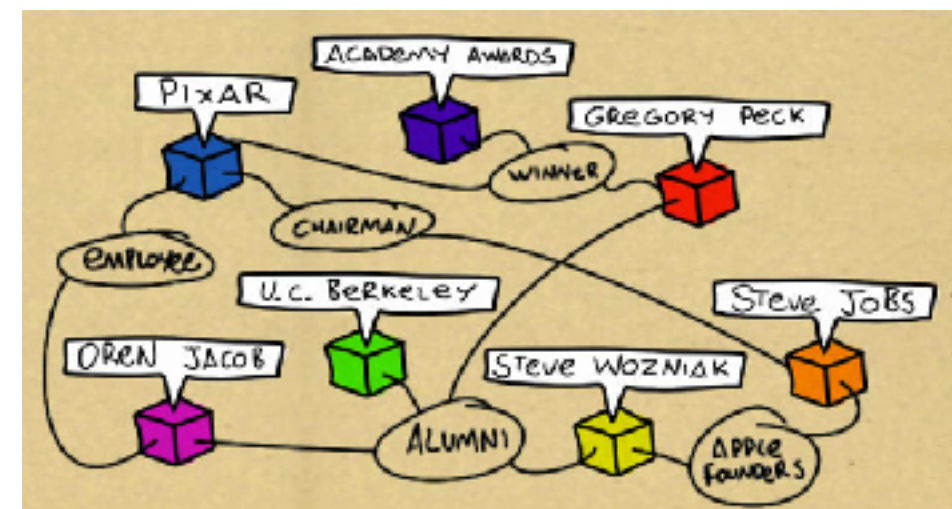 ACADEMY AWARDS
PIXAR
GREGORY PECK
WINNER
CHAIRMAN
EMPLOYEE
U.C. BERKELEY
STEVE JOBS
OREN JACOB
STEVE WOZNIAK
ALUMNI
APPLE
FOUNDERS